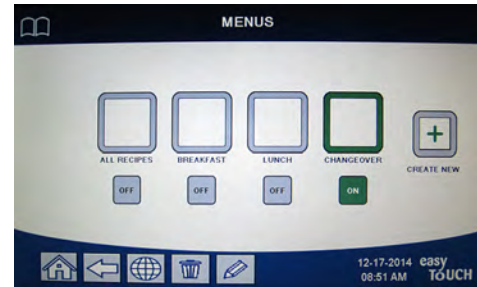 MENUS
ALL RECIPES
BREAKFAST
LUNCH
CHANGEOVER
CREATE NEW
OFF
OFF
OFF
ON
12-17-2014
08:51 AM
easy
TOUCH